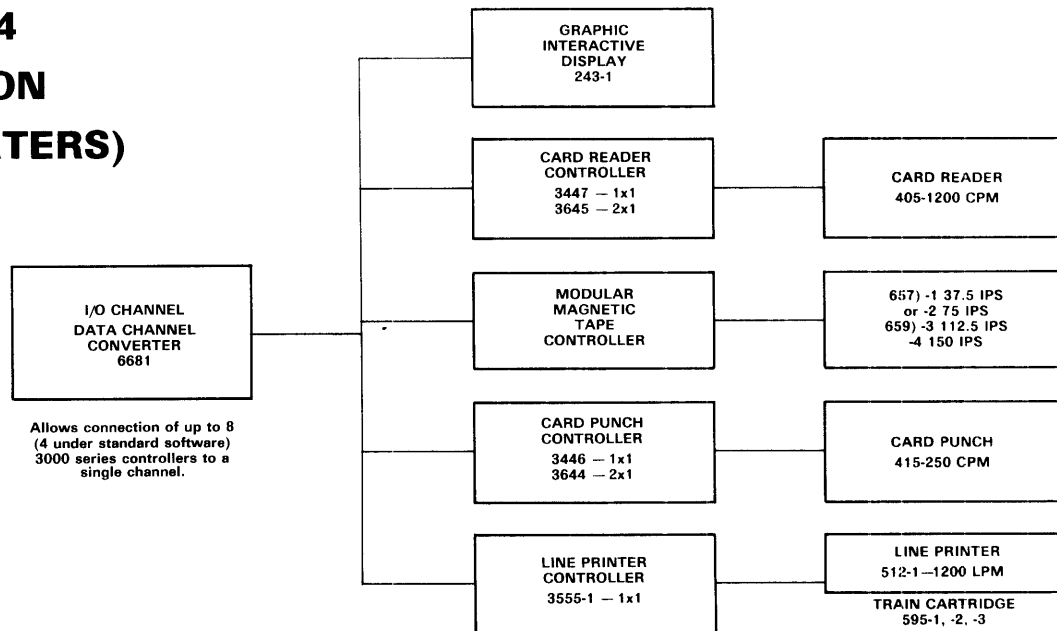 4
ON
TERS)
GRAPHIC
INTERACTIVE
DISPLAY
243-1
CARD READER
CONTROLLER
3447 — 1x1
3645 — 2x1
CARD READER
405-1200 CPM
I/O CHANNEL
DATA CHANNEL
CONVERTER
6681
Allows connection of up to 8
(4 under standard software)
3000 series controllers to a
single channel.
MODULAR
MAGNETIC
TAPE
CONTROLLER
657) -1 37.5 IPS
or -2 75 IPS
659) -3 112.5 IPS
-4 150 IPS
CARD PUNCH
CONTROLLER
3446 — 1x1
3644 — 2x1
CARD PUNCH
415-250 CPM
LINE PRINTER
CONTROLLER
3555-1 — 1x1
LINE PRINTER
512-1—1200 LPM
TRAIN CARTRIDGE
595-1, -2, -3